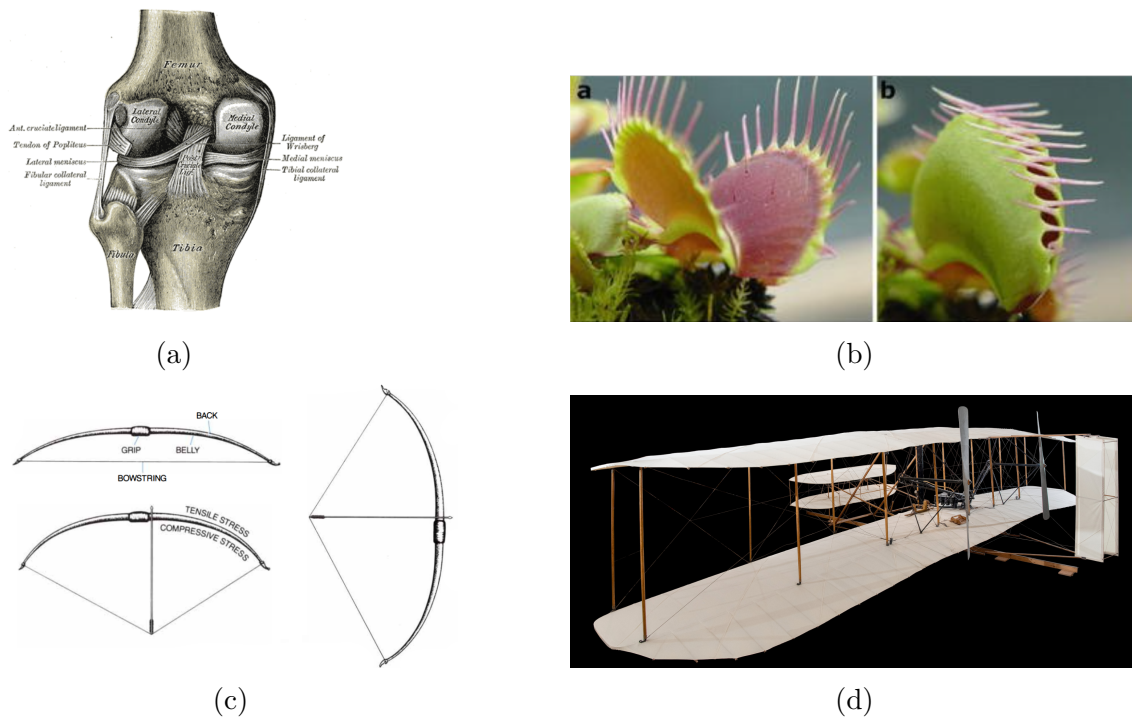 Femur
Lateral
Condyle
Medial
Condyle
Ant. cruciate ligament
Tendon of Popliteus
Lateral meniscus
Fibular collateral
ligament
Ligament of
Wrisberg
Medial meniscus
Tibial collateral
ligament
Fibula
Tibia
(a)
a
b
(b)
BACK
GRIP
BELLY
BOWSTRING
TENSILE STRESS
COMPRESSIVE STRESS
(c)
(d)